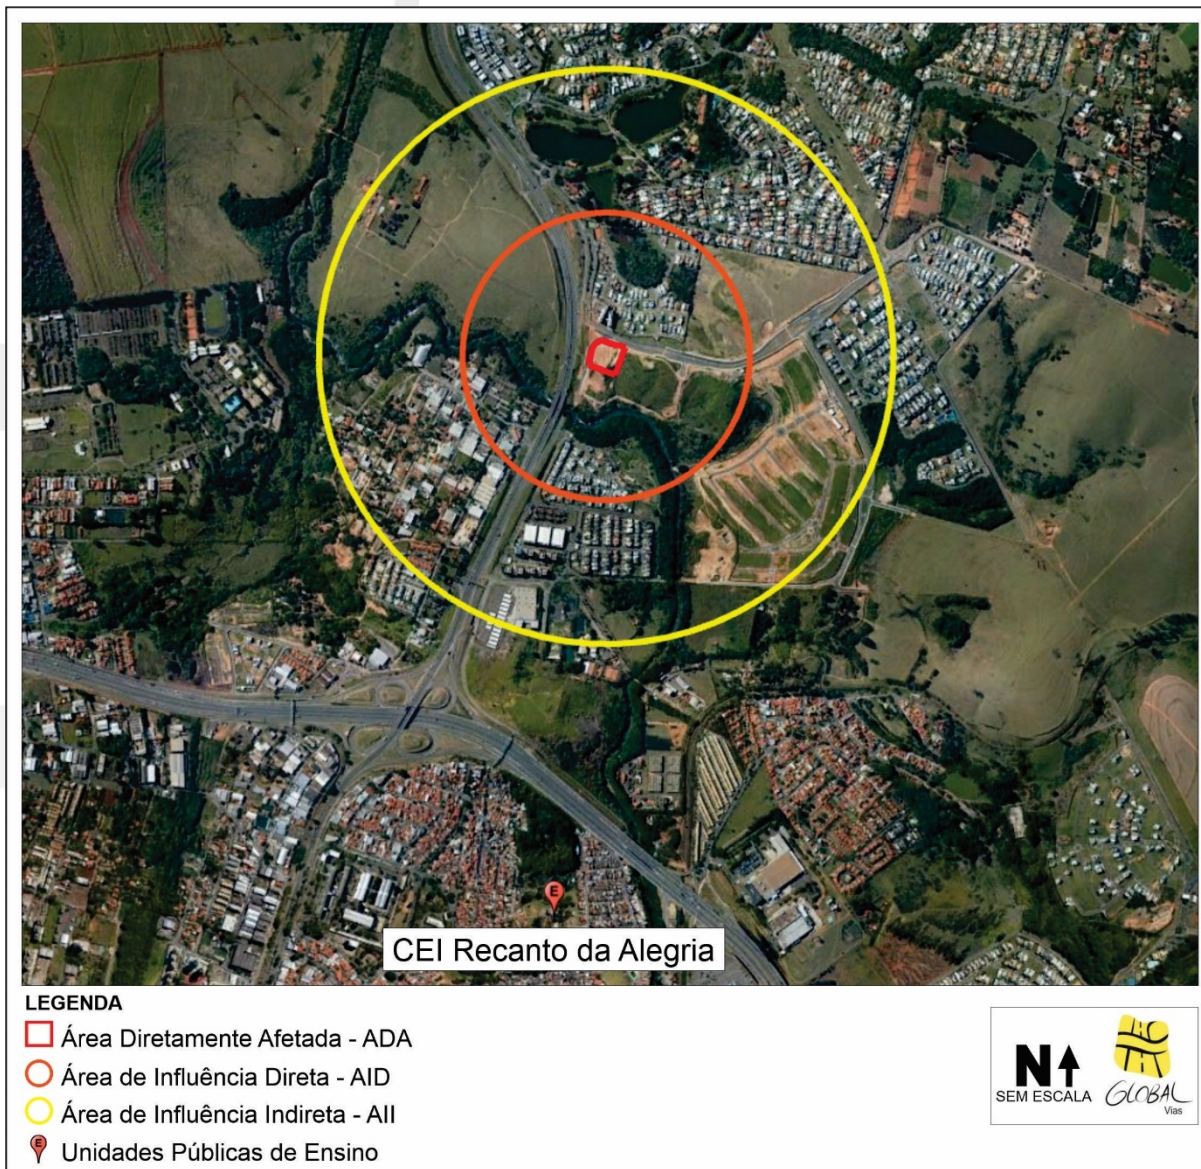 E
CEI Recanto da Alegria
LEGENDA
Área Diretamente Afetada - ADA
Área de Influência Direta - AID
Área de Influência Indireta - AII
E Unidades Públicas de Ensino
N
SEM ESCALA
GLOBAL
Vias